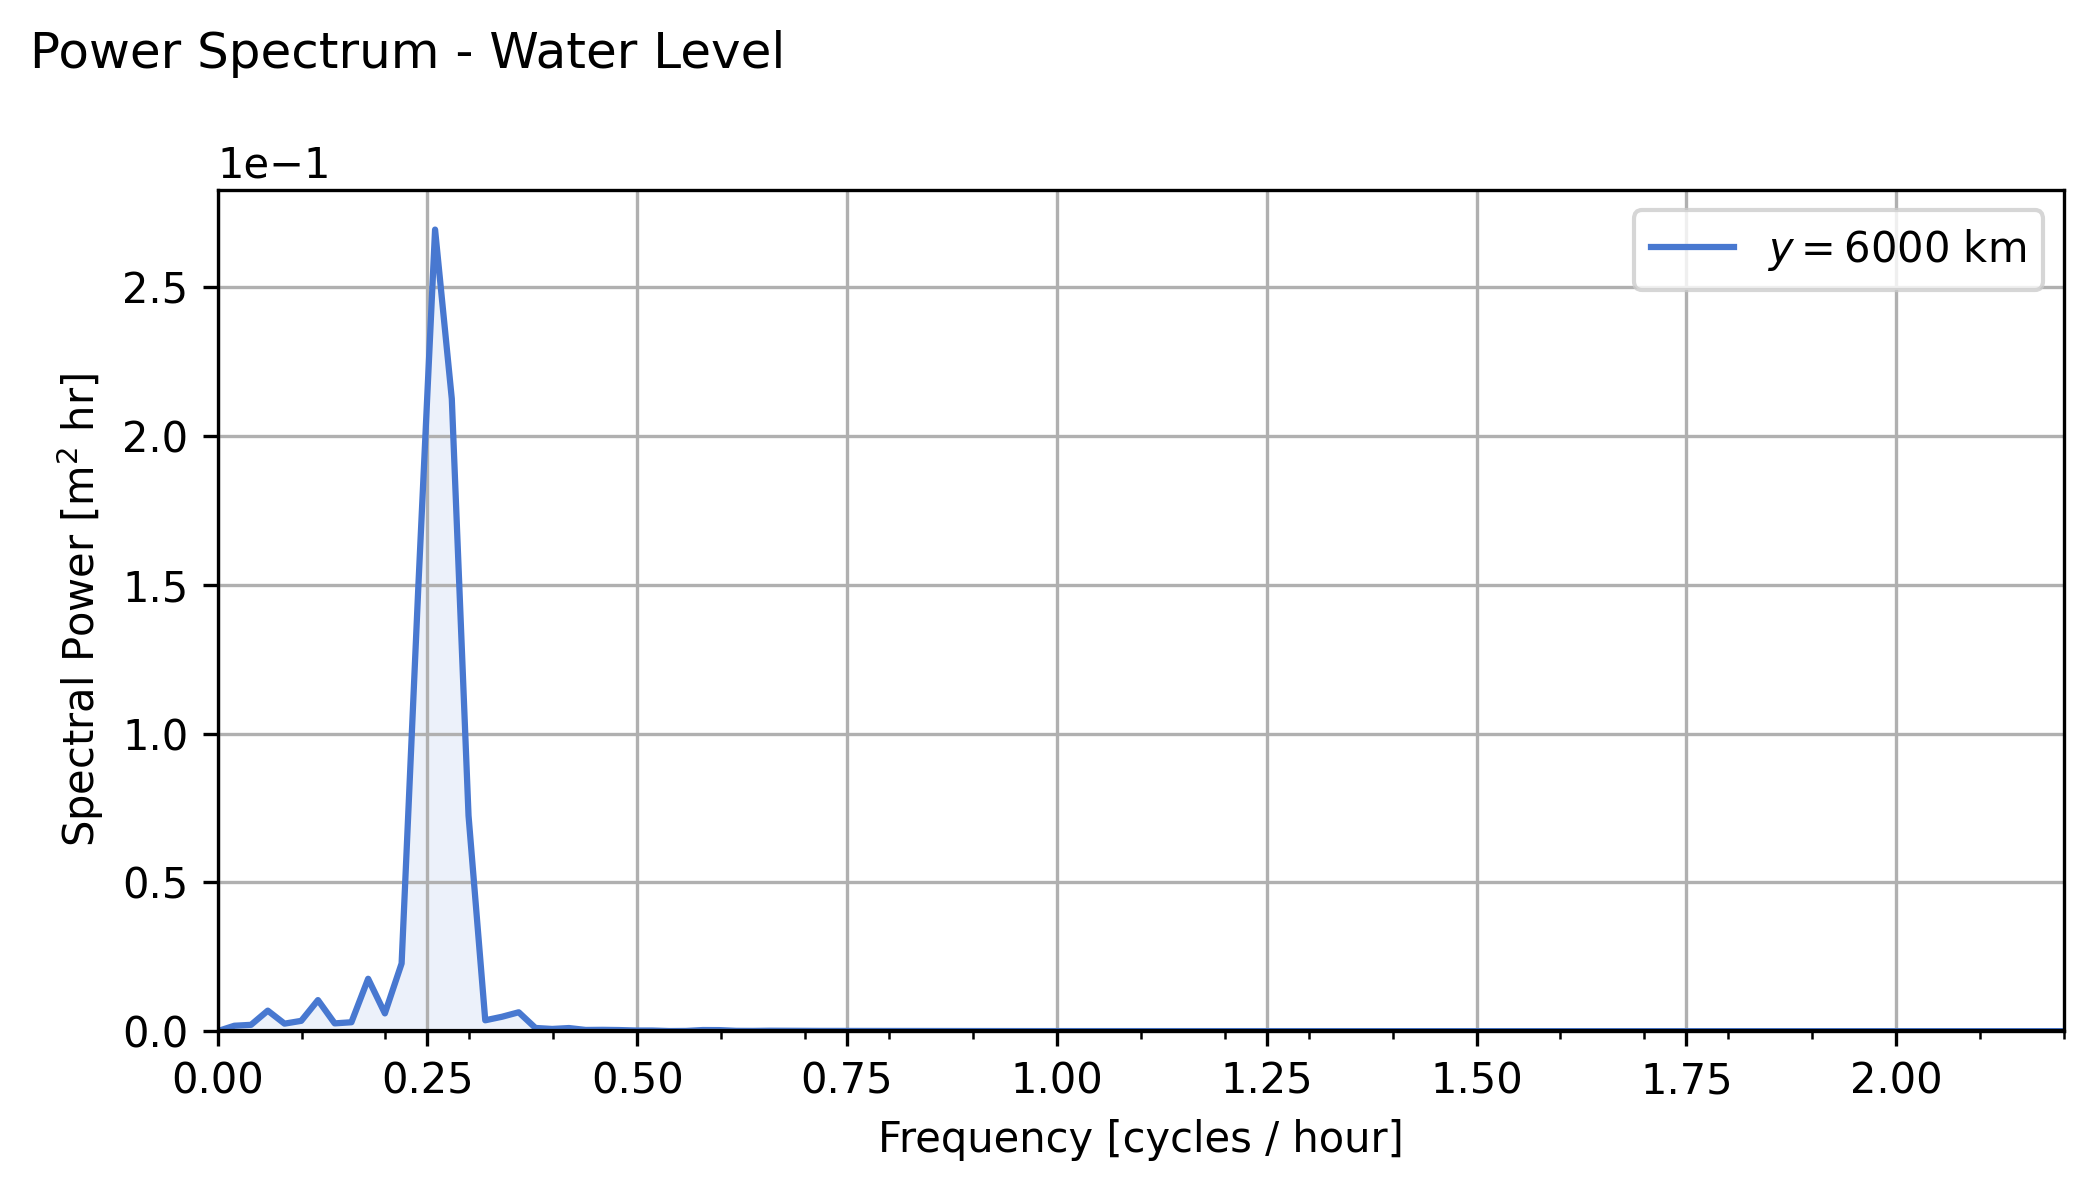 Power Spectrum - Water Level
1e−1
y = 6000 km
2.5
2.0
1.5
1.0
0.5
0.0
Spectral Power [m² hr]
0.00 0.25 0.50 0.75 1.00 1.25 1.50 1.75 2.00
Frequency [cycles / hour]